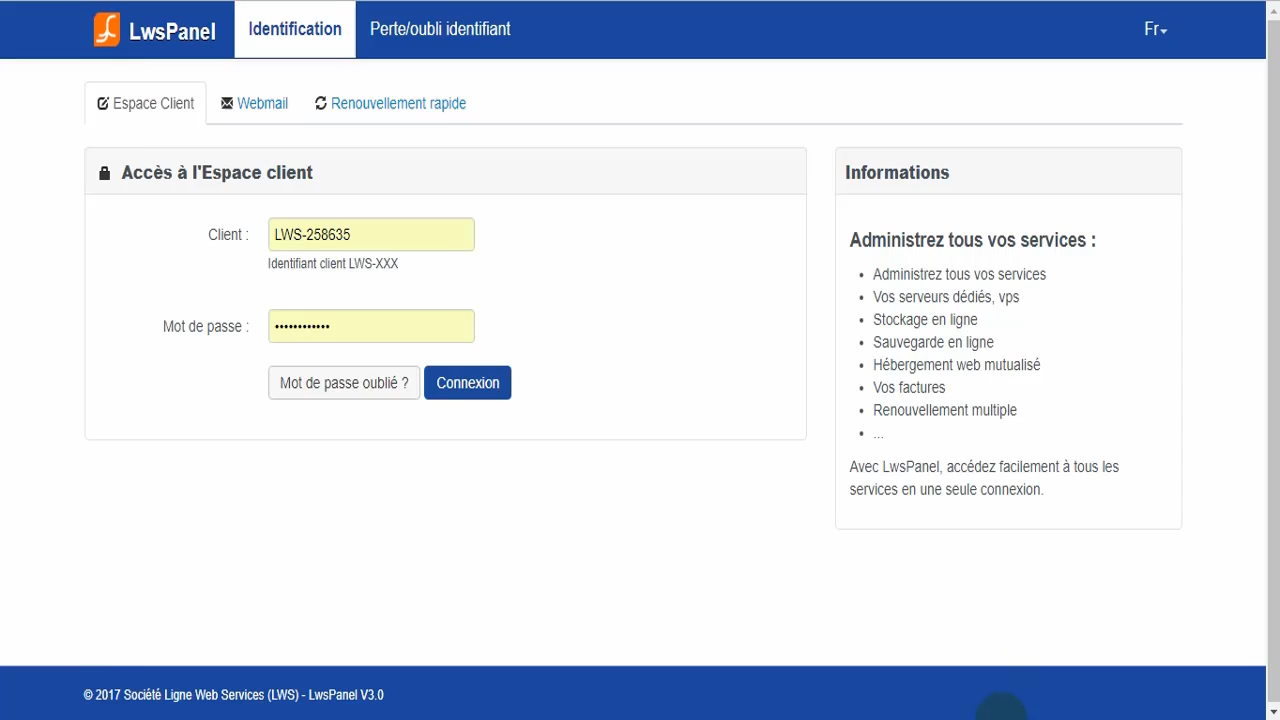 LwsPanel
Identification
Perte/oubli identifiant
Fr
Espace Client
Webmail
Renouvellement rapide
Accès à l'Espace client
Client :
LWS-258635
Identifiant client LWS-XXX
Mot de passe :
••••••••••••
Mot de passe oublié ?
Connexion
Informations
Administrez tous vos services :
• Administrez tous vos services
• Vos serveurs dédiés, vps
• Stockage en ligne
• Sauvegarde en ligne
• Hébergement web mutualisé
• Vos factures
• Renouvellement multiple
• ...
Avec LwsPanel, accédez facilement à tous les
services en une seule connexion.
© 2017 Société Ligne Web Services (LWS) - LwsPanel V3.0